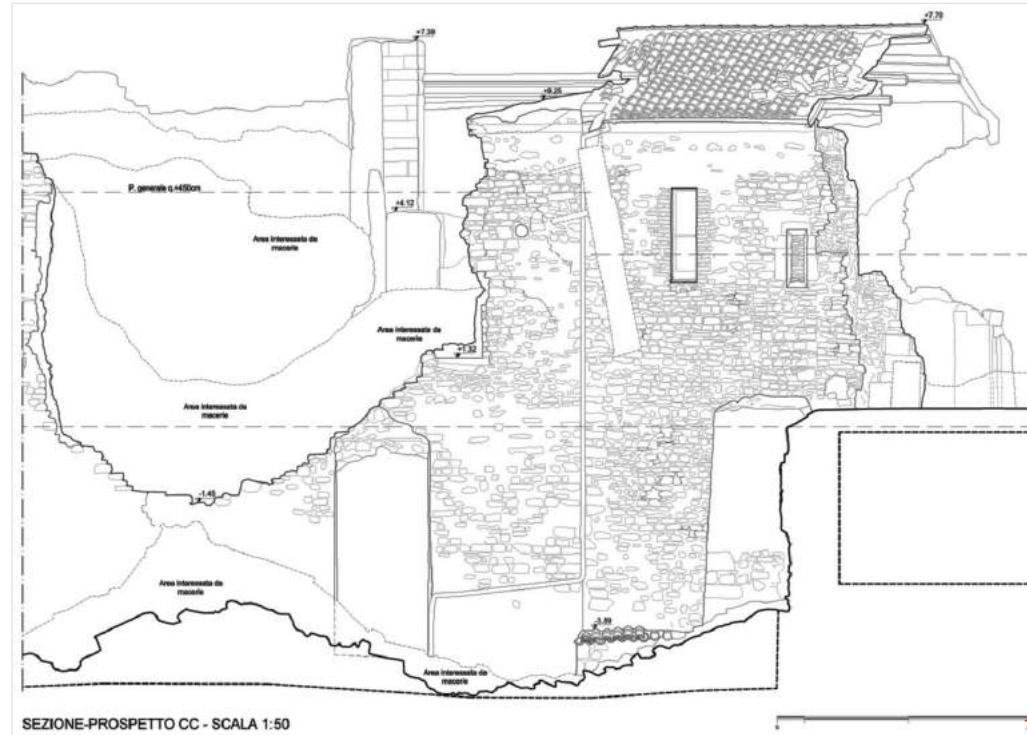 +7.70
+7.39
+6.25
P. generale q.+450cm
+4.12
Area interessata da
macerie
Area interessata da
macerie
+1.32
Area interessata da
macerie
-1.45
Area interessata da
macerie
-3.89
Area interessata da
macerie
SEZIONE-PROSPETTO CC - SCALA 1:50
0